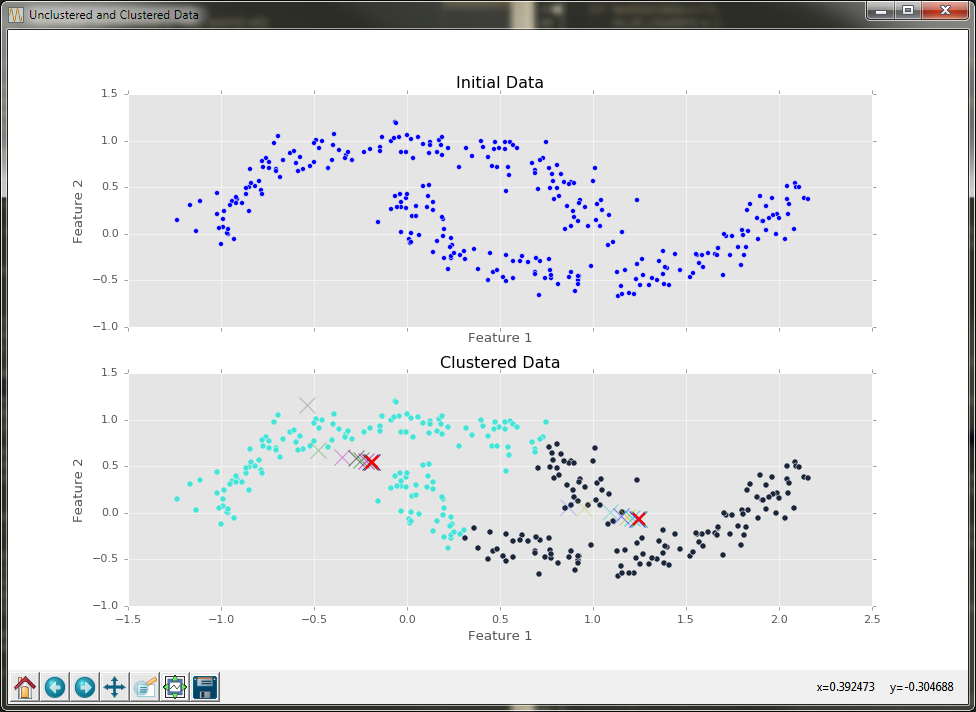 Unclustered and Clustered Data
Initial Data
1.5
1.0
0.5
0.0
−0.5
−1.0
Feature 2
Feature 1
Clustered Data
1.5
1.0
0.5
0.0
−0.5
−1.0
Feature 2
−1.5 −1.0 −0.5 0.0 0.5 1.0 1.5 2.0 2.5
Feature 1
x=0.392473 y=-0.304688